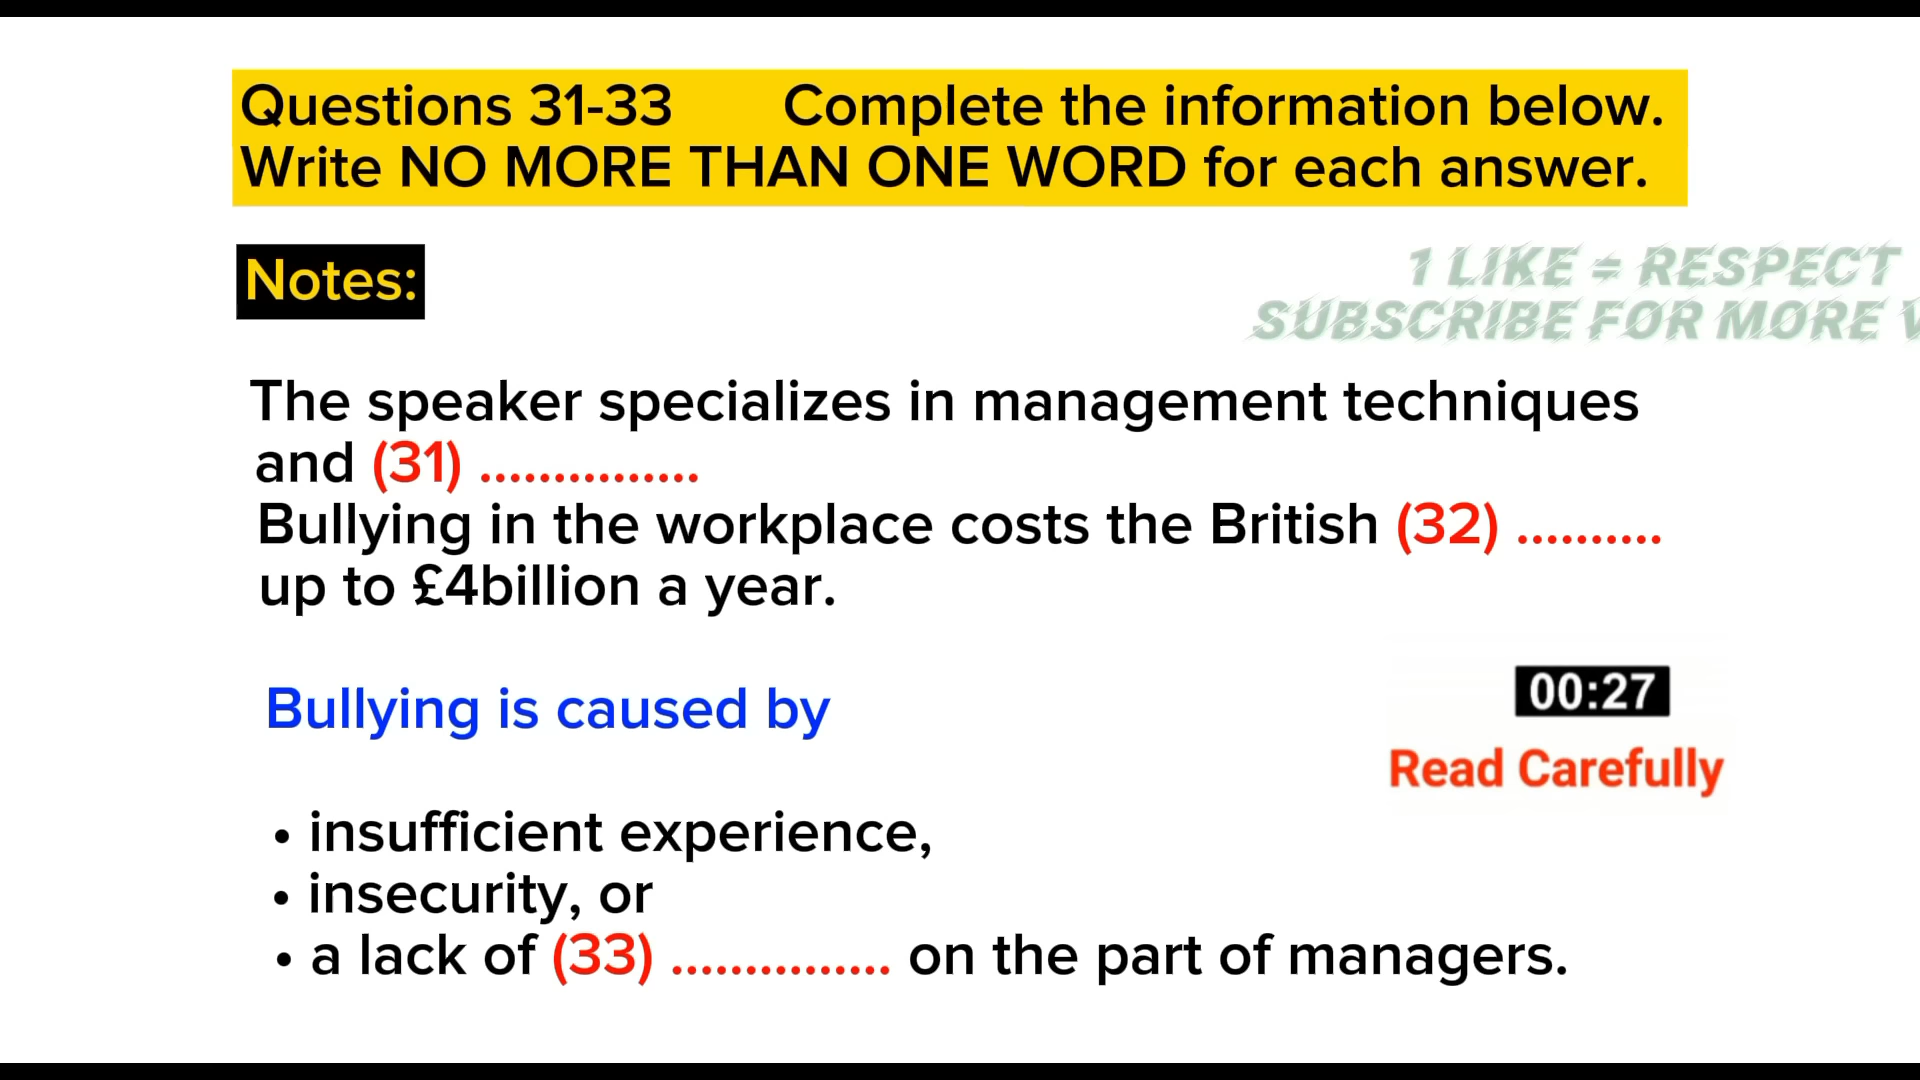 Questions 31-33 Complete the information below.
Write NO MORE THAN ONE WORD for each answer.
Notes:
1 LIKE = RESPECT
SUBSCRIBE FOR MORE
The speaker specializes in management techniques
and (31) ...............
Bullying in the workplace costs the British (32) ..........
up to £4billion a year.
Bullying is caused by
00:27
Read Carefully
• insufficient experience,
• insecurity, or
• a lack of (33) ............... on the part of managers.